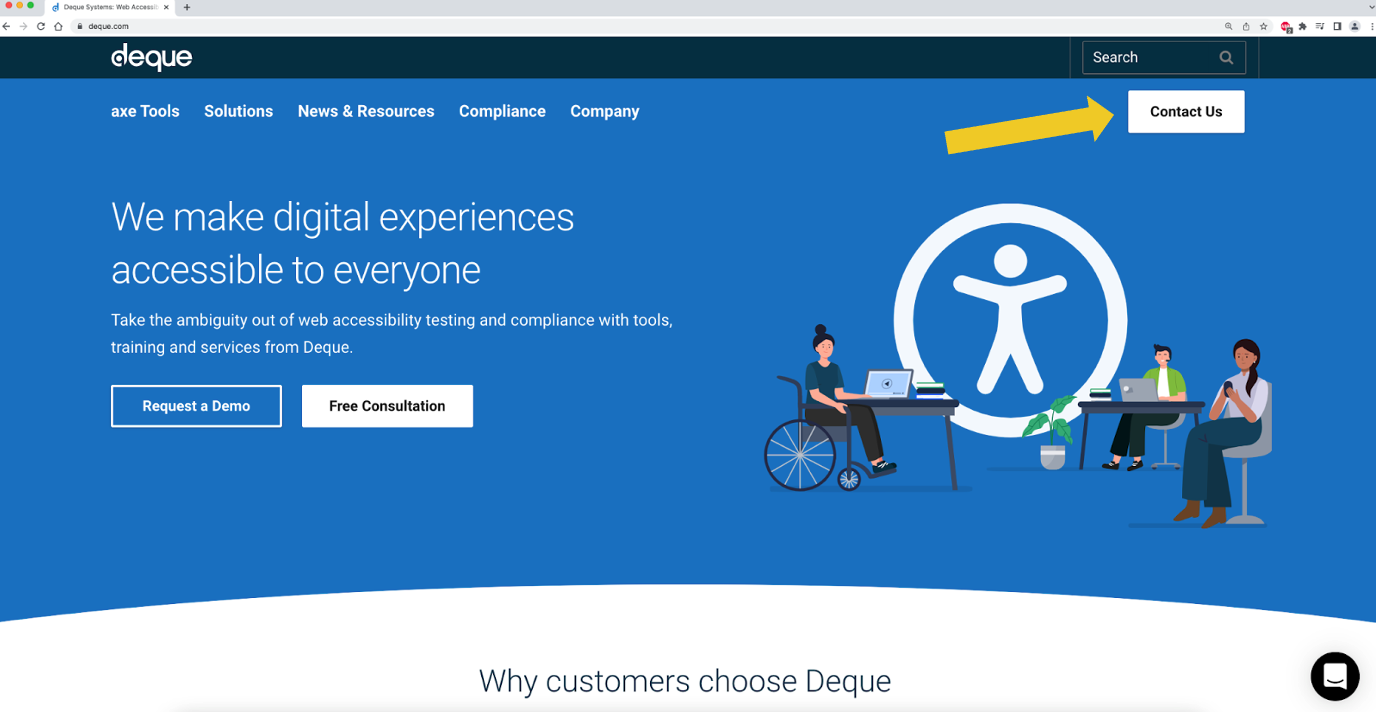 Deque Systems: Web Accessib
deque.com
deque
Search
axe Tools Solutions News & Resources Compliance Company
Contact Us
We make digital experiences
accessible to everyone
Take the ambiguity out of web accessibility testing and compliance with tools,
training and services from Deque.
Request a Demo Free Consultation
Why customers choose Deque